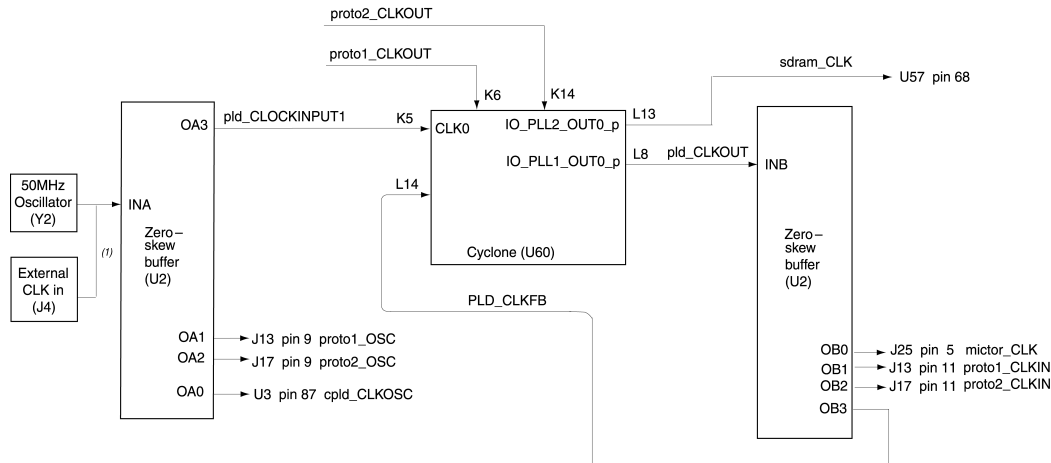 proto2_CLKOUT
proto1_CLKOUT
sdram_CLK
U57 pin 68
K6
K14
L13
OA3
pld_CLOCKINPUT1
K5
CLK0
IO_PLL2_OUT0_p
IO_PLL1_OUT0_p
L8
pld_CLKOUT
INB
L14
50MHz
Oscillator
(Y2)
INA
(1)
Zero–
skew
buffer
(U2)
Cyclone (U60)
Zero–
skew
buffer
(U2)
External
CLK in
(J4)
PLD_CLKFB
OA1
J13 pin 9 proto1_OSC
OA2
J17 pin 9 proto2_OSC
OA0
U3 pin 87 cpld_CLKOSC
OB0
J25 pin 5 mictor_CLK
OB1
J13 pin 11 proto1_CLKIN
OB2
J17 pin 11 proto2_CLKIN
OB3